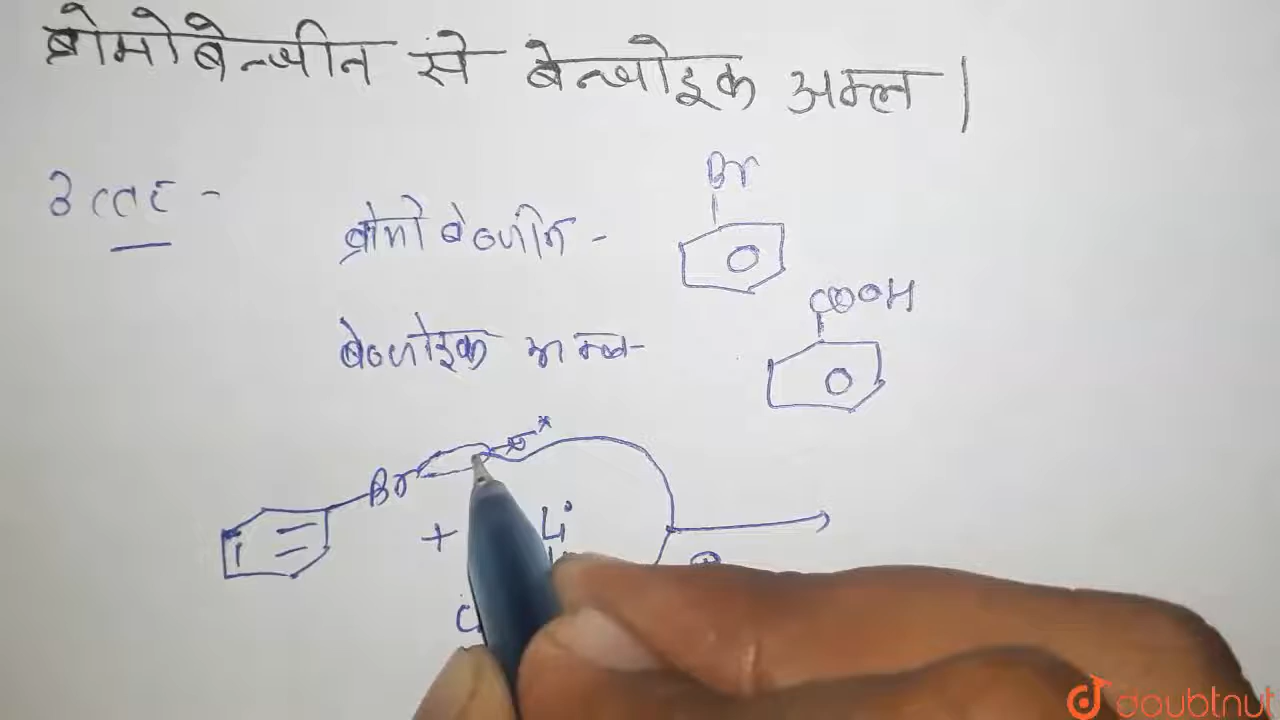 ब्रोमोबेन्जीन से बेन्जोइक अम्ल |
उत्तर -
Br
ब्रोमो बेन्जीन -
COOH
बेन्जोइक अम्ल-
Br
+ Li
doubtnut